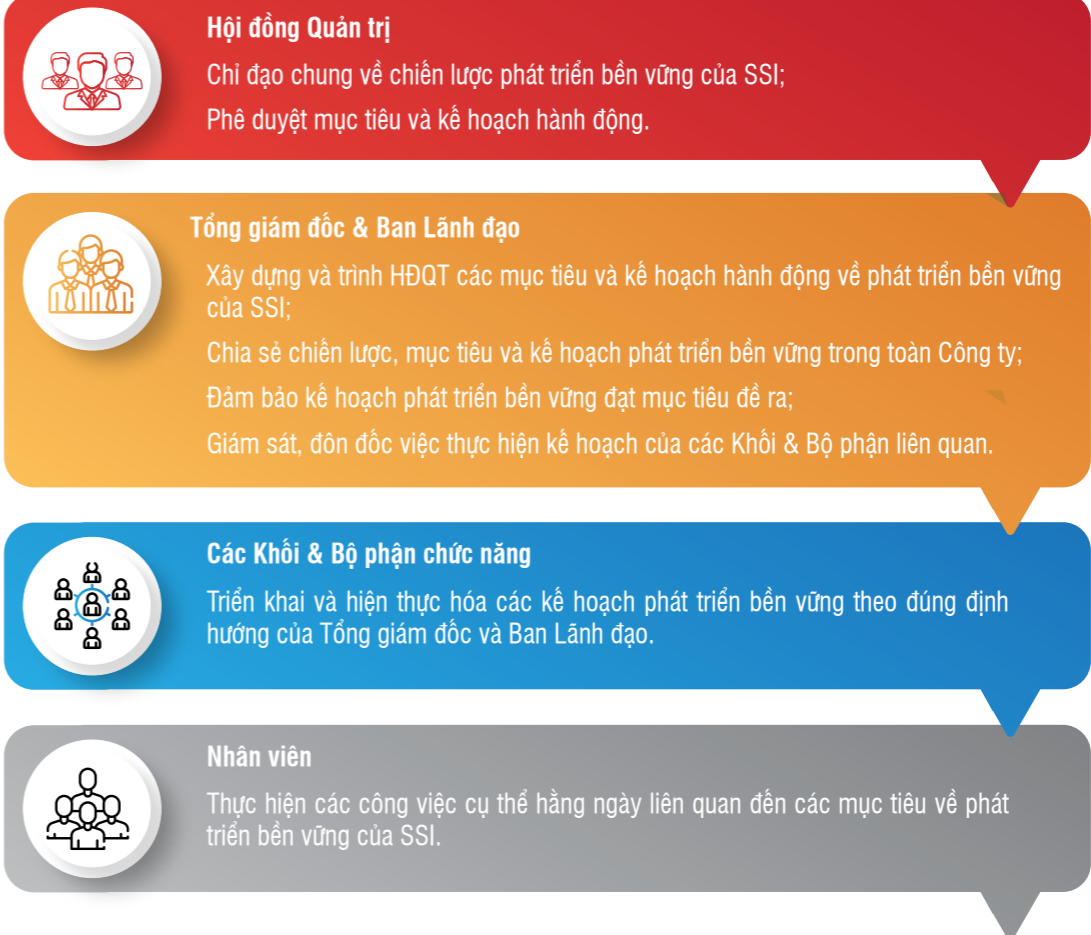 Hội đồng Quản trị
Chỉ đạo chung về chiến lược phát triển bền vững của SSI;
Phê duyệt mục tiêu và kế hoạch hành động.
Tổng giám đốc & Ban Lãnh đạo
Xây dựng và trình HĐQT các mục tiêu và kế hoạch hành động về phát triển bền vững
của SSI;
Chia sẻ chiến lược, mục tiêu và kế hoạch phát triển bền vững trong toàn Công ty;
Đảm bảo kế hoạch phát triển bền vững đạt mục tiêu đề ra;
Giám sát, đôn đốc việc thực hiện kế hoạch của các Khối & Bộ phận liên quan.
Các Khối & Bộ phận chức năng
Triển khai và hiện thực hóa các kế hoạch phát triển bền vững theo đúng định
hướng của Tổng giám đốc và Ban Lãnh đạo.
Nhân viên
Thực hiện các công việc cụ thể hằng ngày liên quan đến các mục tiêu về phát
triển bền vững của SSI.